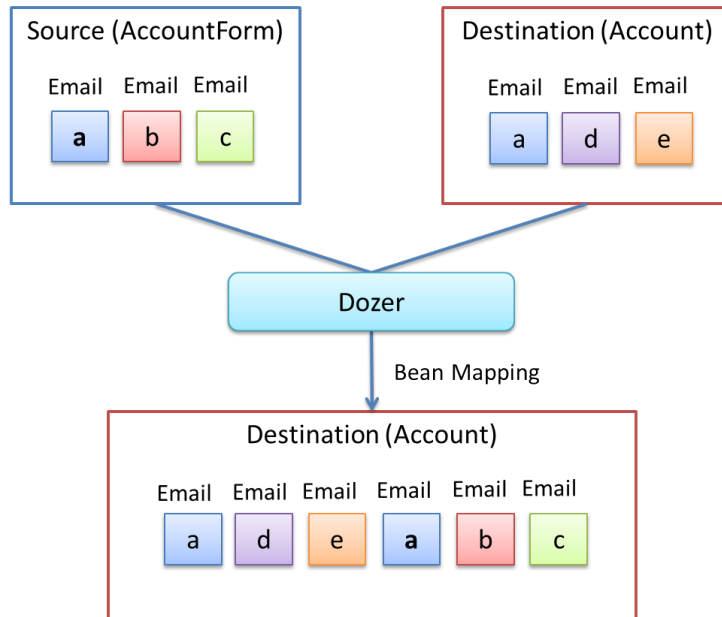 Source (AccountForm)
Email Email Email
a b c
Destination (Account)
Email Email Email
a d e
Dozer
Bean Mapping
Destination (Account)
Email Email Email Email Email Email
a d e a b c